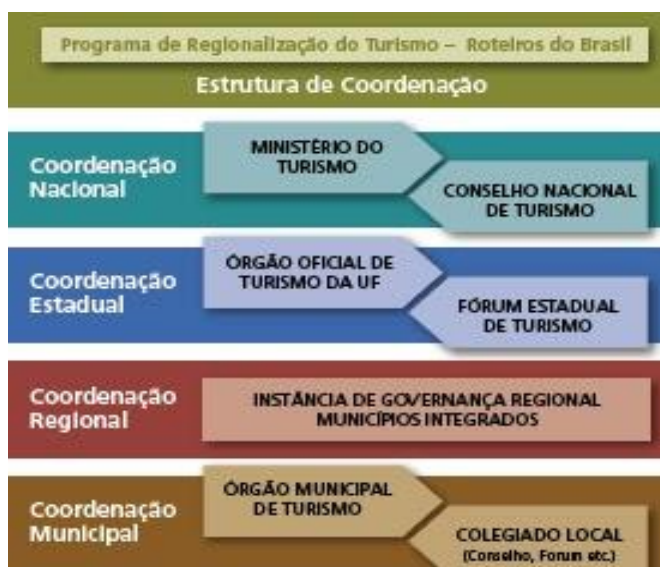 Programa de Regionalização do Turismo – Roteiros do Brasil
Estrutura de Coordenação
Coordenação
Nacional
MINISTÉRIO DO
TURISMO
CONSELHO NACIONAL
DE TURISMO
Coordenação
Estadual
ÓRGÃO OFICIAL DE
TURISMO DA UF
FÓRUM ESTADUAL
DE TURISMO
Coordenação
Regional
INSTÂNCIA DE GOVERNANÇA REGIONAL
MUNICÍPIOS INTEGRADOS
Coordenação
Municipal
ÓRGÃO MUNICIPAL
DE TURISMO
COLEGIADO LOCAL
(Conselho, Forum etc.)